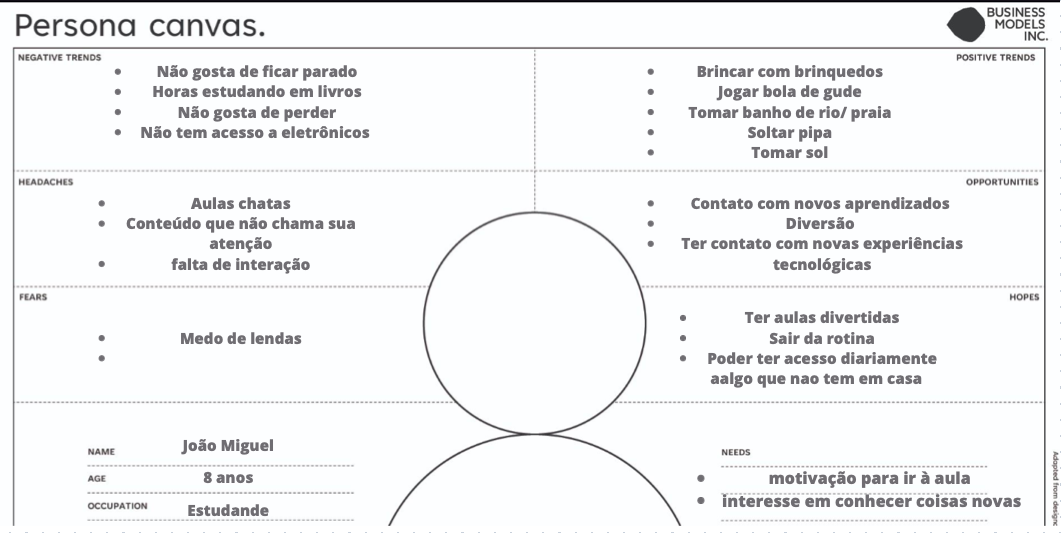 Persona canvas.
BUSINESS
MODELS
INC.
NEGATIVE TRENDS
Não gosta de ficar parado
Horas estudando em livros
Não gosta de perder
Não tem acesso a eletrônicos
POSITIVE TRENDS
Brincar com brinquedos
Jogar bola de gude
Tomar banho de rio/ praia
Soltar pipa
Tomar sol
HEADACHES
Aulas chatas
Conteúdo que não chama sua
atenção
falta de interação
OPPORTUNITIES
Contato com novos aprendizados
Diversão
Ter contato com novas experiências
tecnológicas
FEARS
Medo de lendas
HOPES
Ter aulas divertidas
Sair da rotina
Poder ter acesso diariamente
aalgo que nao tem em casa
NAME João Miguel
AGE 8 anos
OCCUPATION Estudande
NEEDS
motivação para ir à aula
interesse em conhecer coisas novas
Adapted from